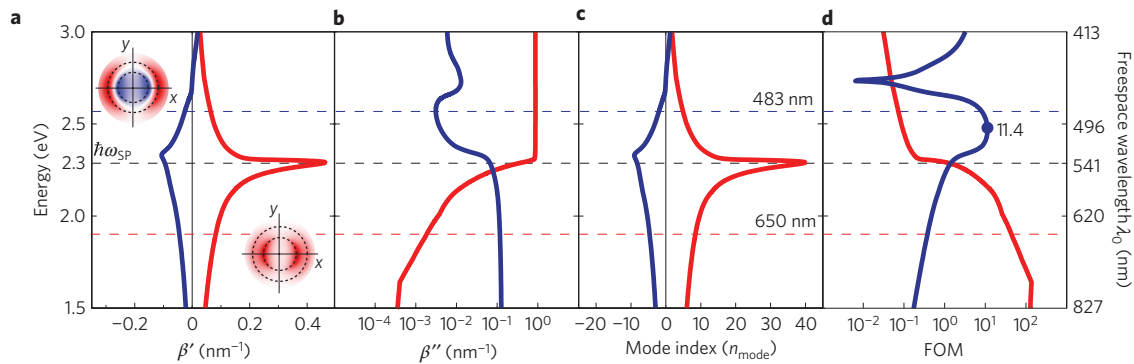 a b c d
3.0
2.5
2.3
2.0
1.5
Energy (eV)
ħωSP
y
x
y
x
−0.2 0 0.2 0.4
β′ (nm⁻¹)
10⁻⁴ 10⁻³ 10⁻² 10⁻¹ 10⁰
β″ (nm⁻¹)
483 nm
650 nm
−20 −10 0 10 20 30 40
Mode index (nmode)
11.4
10⁻² 10⁻¹ 10⁰ 10¹ 10²
FOM
413
496
541
620
827
Freespace wavelength λ₀ (nm)